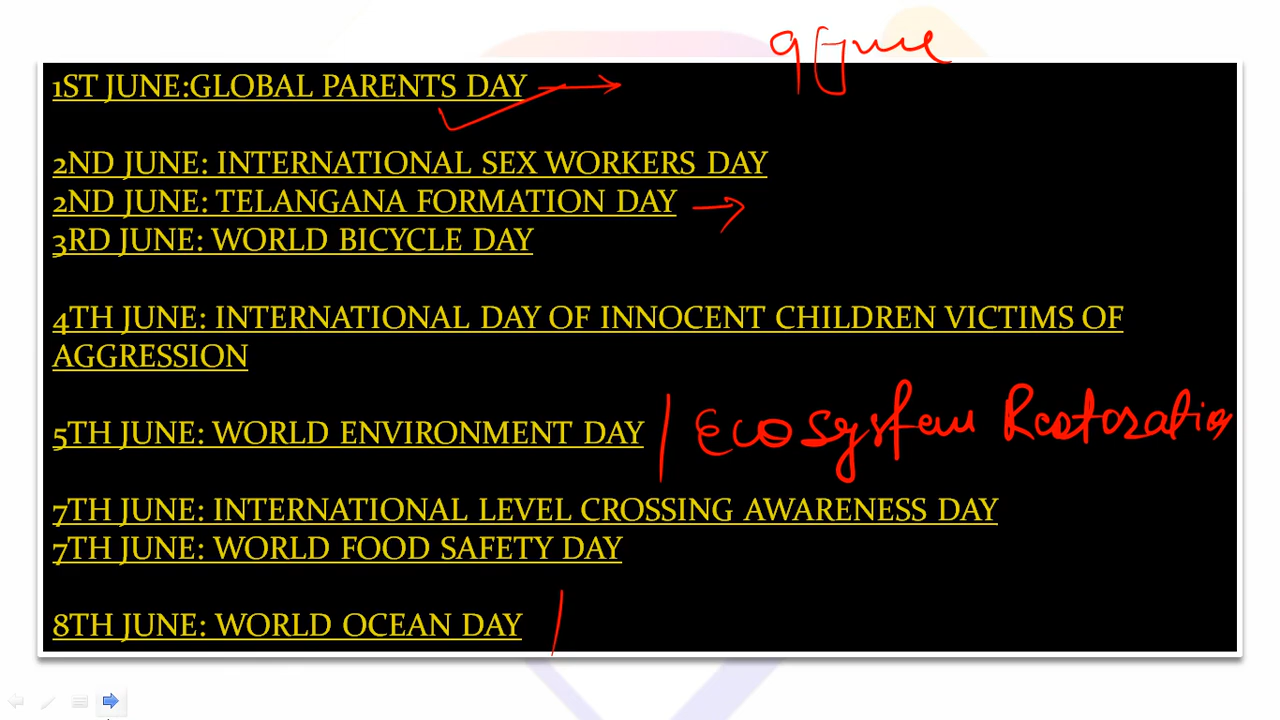 9 June
1ST JUNE:GLOBAL PARENTS DAY
2ND JUNE: INTERNATIONAL SEX WORKERS DAY
2ND JUNE: TELANGANA FORMATION DAY
3RD JUNE: WORLD BICYCLE DAY
4TH JUNE: INTERNATIONAL DAY OF INNOCENT CHILDREN VICTIMS OF
AGGRESSION
5TH JUNE: WORLD ENVIRONMENT DAY | Ecosystem Restoration
7TH JUNE: INTERNATIONAL LEVEL CROSSING AWARENESS DAY
7TH JUNE: WORLD FOOD SAFETY DAY
8TH JUNE: WORLD OCEAN DAY |